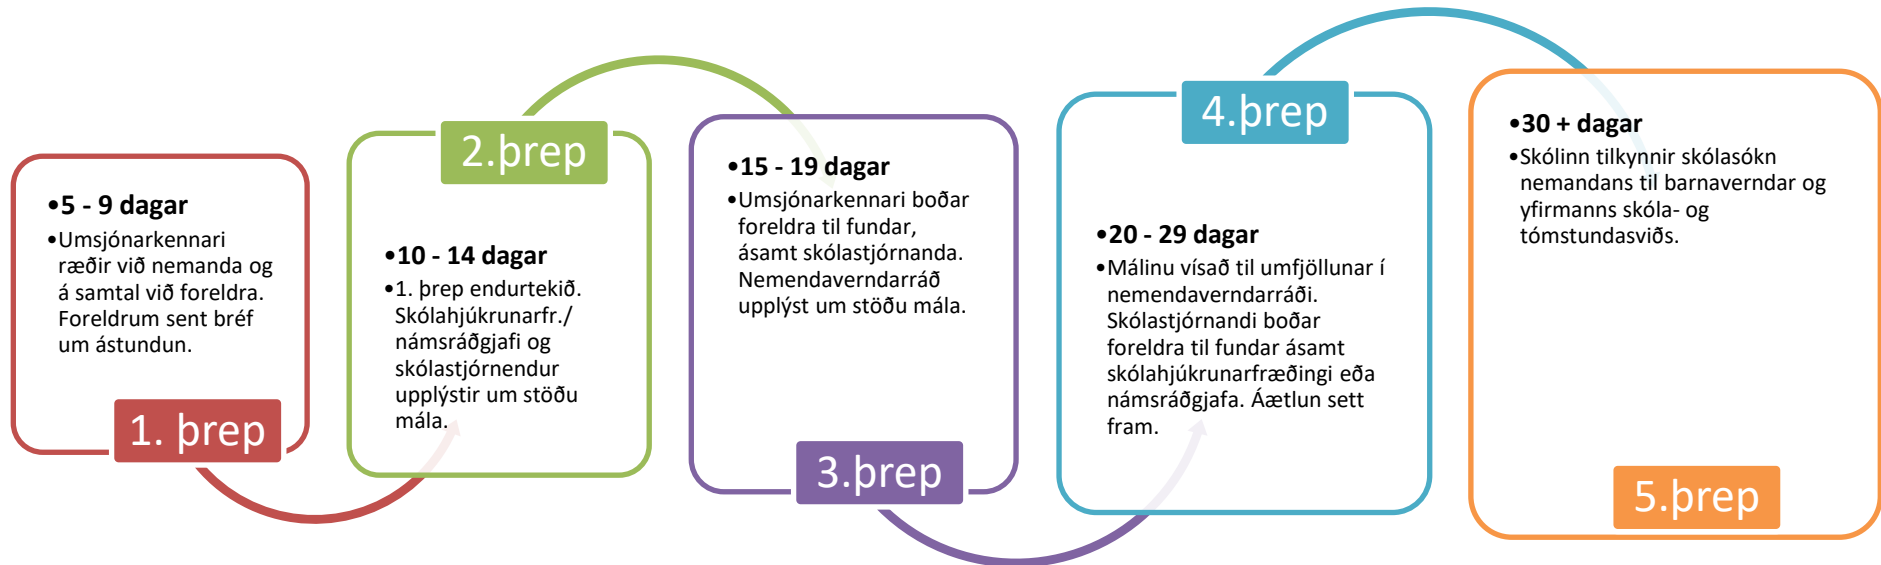 •5 - 9 dagar
•Umsjónarkennari
ræðir við nemanda og
á samtal við foreldra.
Foreldrum sent bréf
um ástundun.
1. þrep
2.þrep
•10 - 14 dagar
•1. þrep endurtekið.
Skólahjúkrunarfr./
námsráðgjafi og
skólastjórnendur
upplýstir um stöðu
mála.
•15 - 19 dagar
•Umsjónarkennari boðar
foreldra til fundar,
ásamt skólastjórnanda.
Nemendaverndarráð
upplýst um stöðu mála.
3.þrep
4.þrep
•20 - 29 dagar
•Málinu vísað til umfjöllunar í
nemendaverndarráði.
Skólastjórnandi boðar
foreldra til fundar ásamt
skólahjúkrunarfræðingi eða
námsráðgjafa. Áætlun sett
fram.
•30 + dagar
•Skólinn tilkynnir skólasókn
nemandans til barnaverndar og
yfirmanns skóla- og
tómstundasviðs.
5.þrep